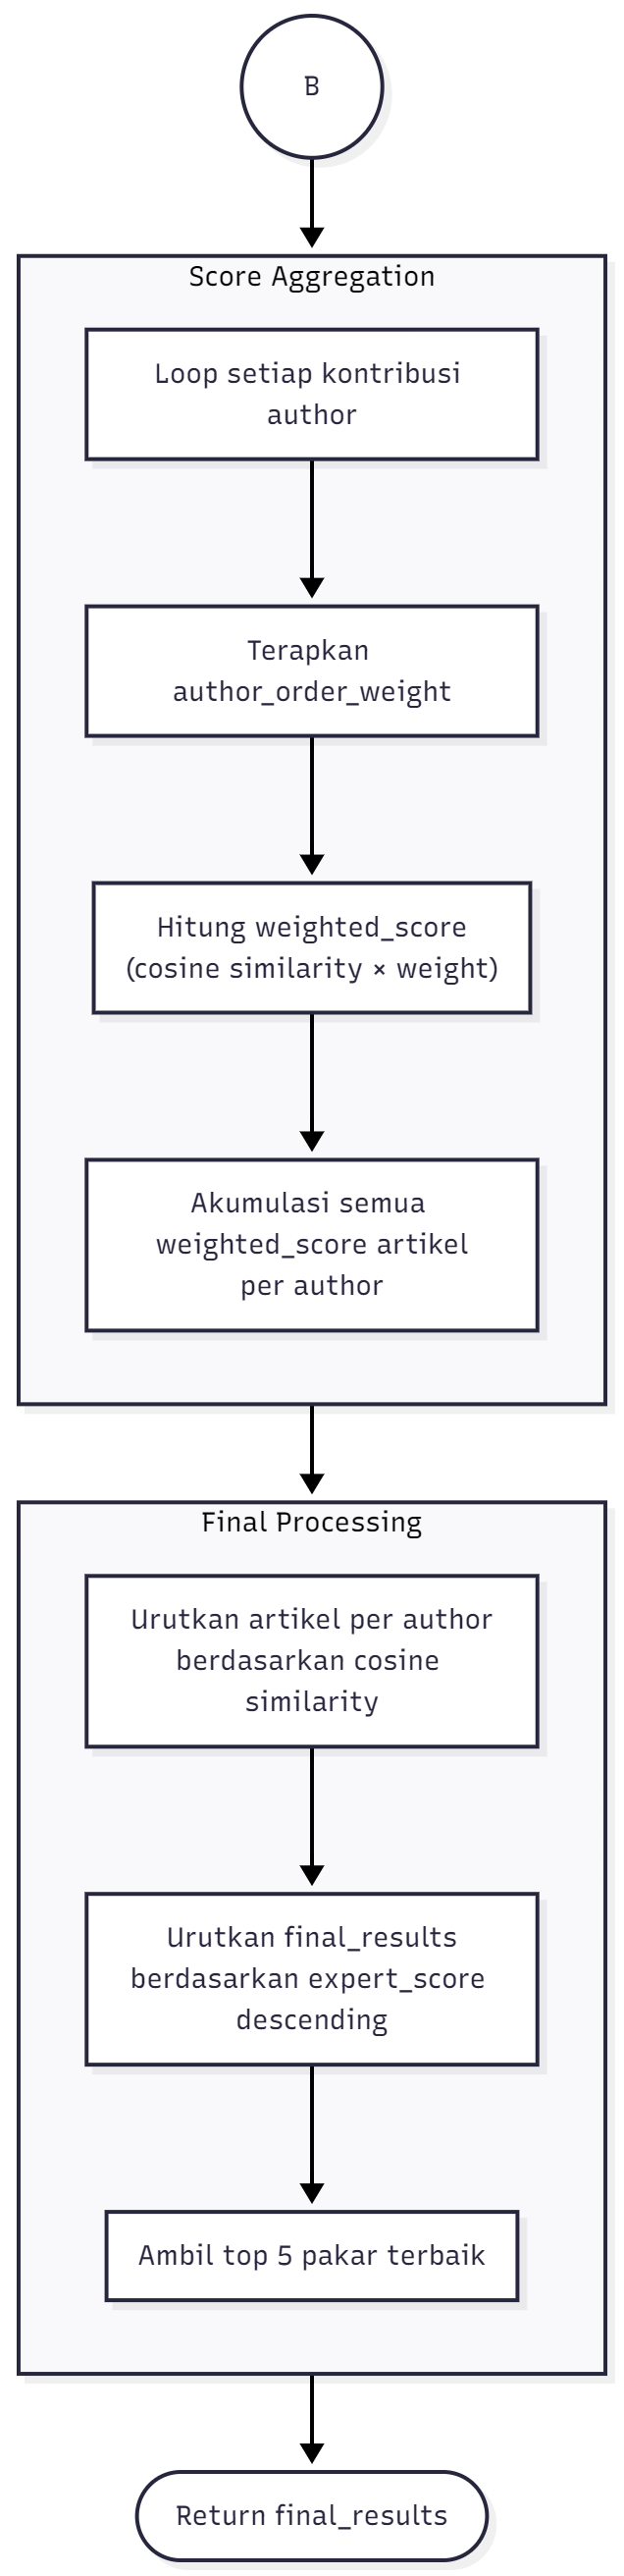 B
Score Aggregation
Loop setiap kontribusi
author
Terapkan
author_order_weight
Hitung weighted_score
(cosine similarity × weight)
Akumulasi semua
weighted_score artikel
per author
Final Processing
Urutkan artikel per author
berdasarkan cosine
similarity
Urutkan final_results
berdasarkan expert_score
descending
Ambil top 5 pakar terbaik
Return final_results